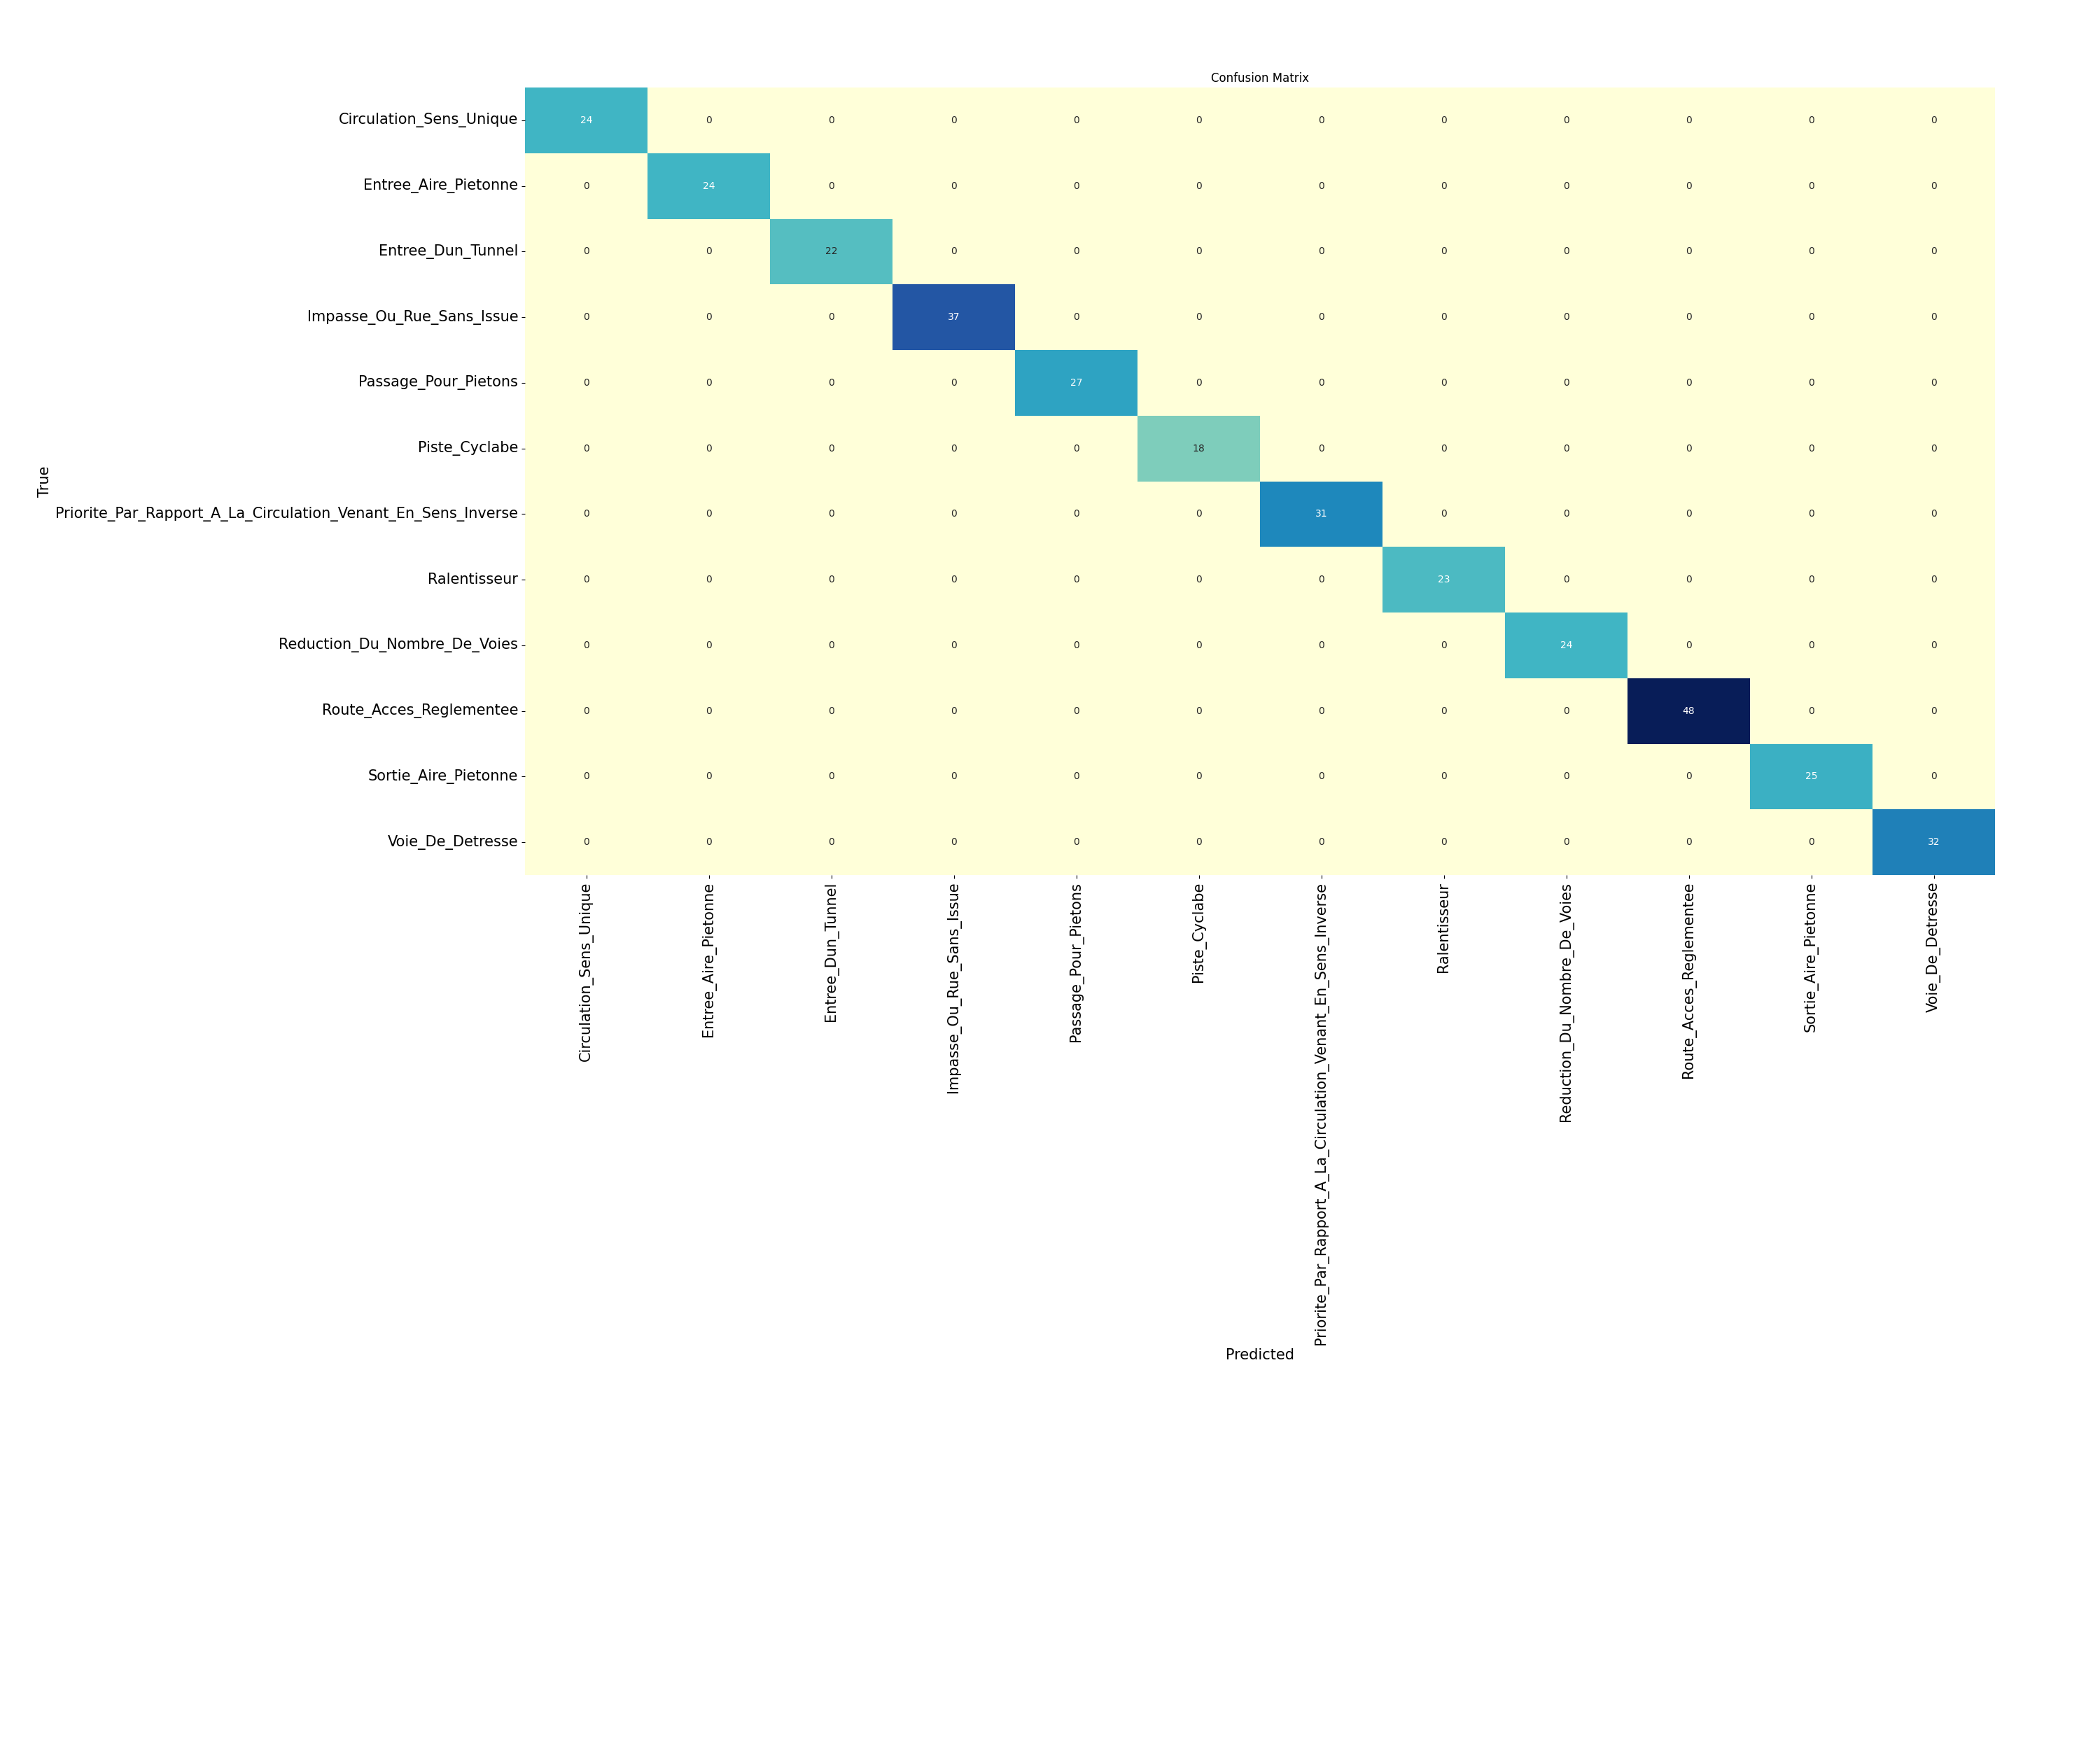 Confusion Matrix
Circulation_Sens_Unique 24 0 0 0 0 0 0 0 0 0 0 0
Entree_Aire_Pietonne 0 24 0 0 0 0 0 0 0 0 0 0
Entree_Dun_Tunnel 0 0 22 0 0 0 0 0 0 0 0 0
Impasse_Ou_Rue_Sans_Issue 0 0 0 37 0 0 0 0 0 0 0 0
Passage_Pour_Pietons 0 0 0 0 27 0 0 0 0 0 0 0
Piste_Cyclabe 0 0 0 0 0 18 0 0 0 0 0 0
True
Priorite_Par_Rapport_A_La_Circulation_Venant_En_Sens_Inverse 0 0 0 0 0 0 31 0 0 0 0 0
Ralentisseur 0 0 0 0 0 0 0 23 0 0 0 0
Reduction_Du_Nombre_De_Voies 0 0 0 0 0 0 0 0 24 0 0 0
Route_Acces_Reglementee 0 0 0 0 0 0 0 0 0 48 0 0
Sortie_Aire_Pietonne 0 0 0 0 0 0 0 0 0 0 25 0
Voie_De_Detresse 0 0 0 0 0 0 0 0 0 0 0 32
Circulation_Sens_Unique
Entree_Aire_Pietonne
Entree_Dun_Tunnel
Impasse_Ou_Rue_Sans_Issue
Passage_Pour_Pietons
Piste_Cyclabe
Priorite_Par_Rapport_A_La_Circulation_Venant_En_Sens_Inverse
Ralentisseur
Reduction_Du_Nombre_De_Voies
Route_Acces_Reglementee
Sortie_Aire_Pietonne
Voie_De_Detresse
Predicted